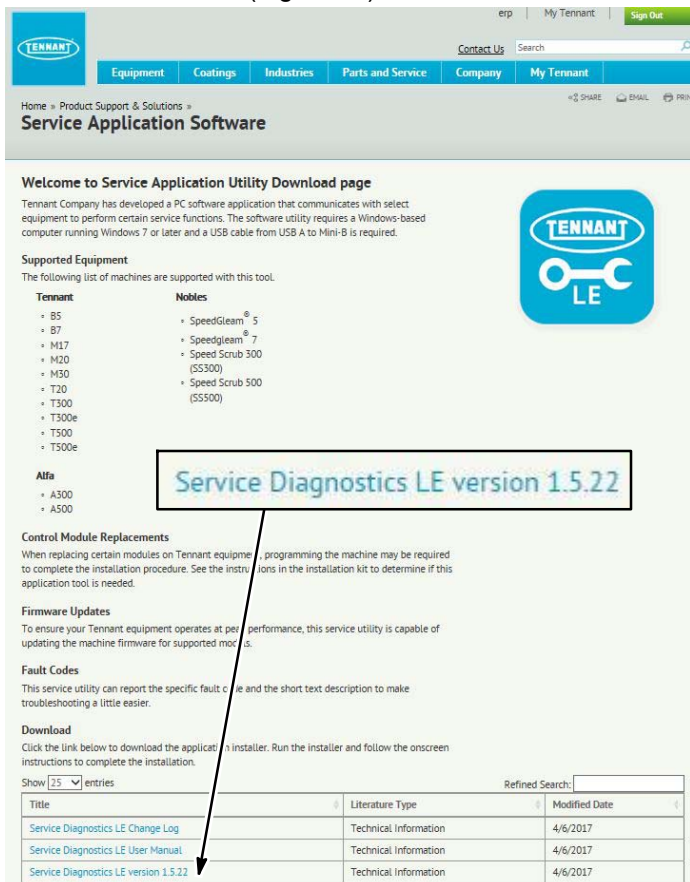 erp | My Tennant | Sign Out
TENNANT
Contact Us Search
Equipment Coatings Industries Parts and Service Company My Tennant
Home » Product Support & Solutions »
SHARE EMAIL
Service Application Software
Welcome to Service Application Utility Download page
Tennant Company has developed a PC software application that communicates with select
equipment to perform certain service functions. The software utility requires a Windows-based
computer running Windows 7 or later and a USB cable from USB A to Mini-B is required.
TENNANT
LE
Supported Equipment
The following list of machines are supported with this tool.
Tennant Nobles
◦ B5
◦ B7
◦ M17
◦ M20
◦ M30
◦ T20
◦ T300
◦ T300e
◦ T500
◦ T500e
◦ SpeedGleam® 5
◦ Speedgleam® 7
◦ Speed Scrub 300
(SS300)
◦ Speed Scrub 500
(SS500)
Alfa
◦ A300
◦ A500
Service Diagnostics LE version 1.5.22
Control Module Replacements
When replacing certain modules on Tennant equipment, programming the machine may be required
to complete the installation procedure. See the instructions in the installation kit to determine if this
application tool is needed.
Firmware Updates
To ensure your Tennant equipment operates at peak performance, this service utility is capable of
updating the machine firmware for supported models.
Fault Codes
This service utility can report the specific fault code and the short text description to make
troubleshooting a little easier.
Download
Click the link below to download the application installer. Run the installer and follow the onscreen
instructions to complete the installation.
Show 25 entries Refined Search:
Title Literature Type Modified Date
Service Diagnostics LE Change Log Technical Information 4/6/2017
Service Diagnostics LE User Manual Technical Information 4/6/2017
Service Diagnostics LE version 1.5.22 Technical Information 4/6/2017